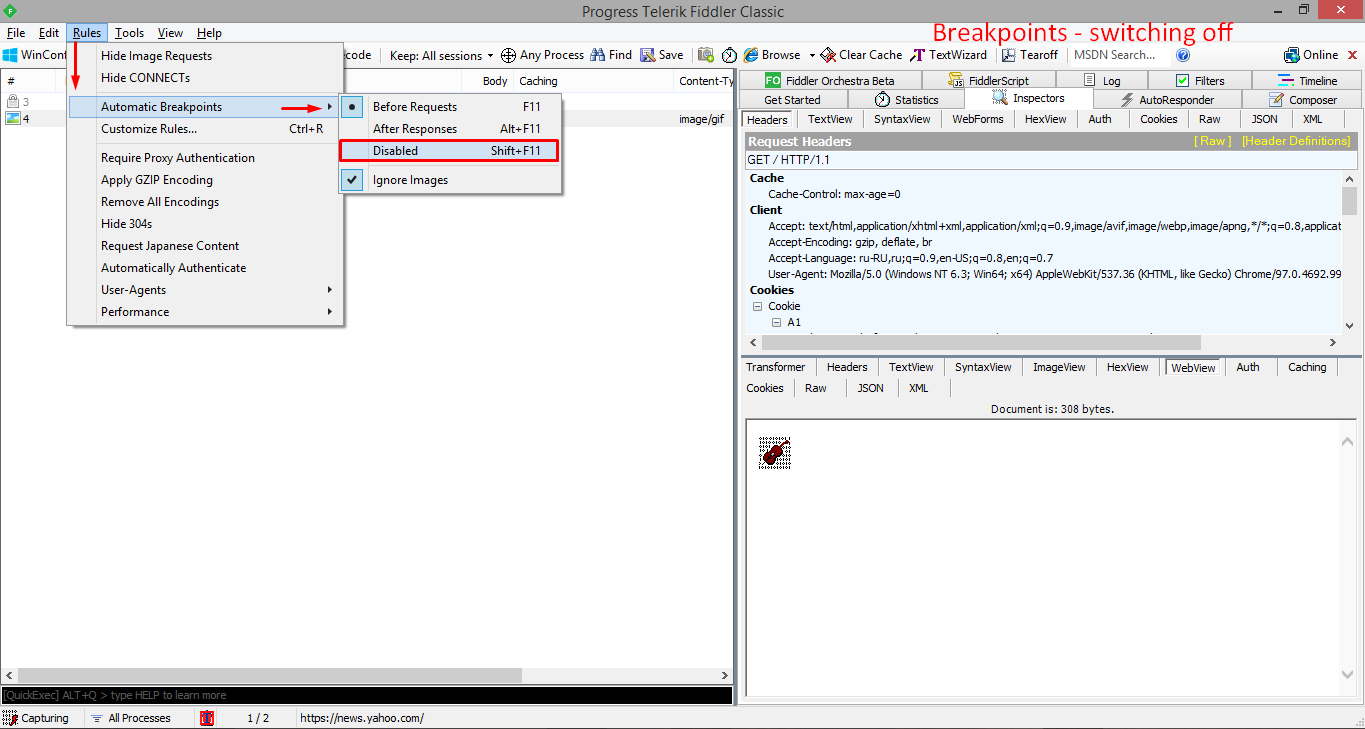 Progress Telerik Fiddler Classic
Breakpoints - switching off
File Edit Rules Tools View Help
WinConf code Keep: All sessions Any Process Find Save Browse Clear Cache TextWizard Tearoff MSDN Search... Online
# Body Caching Content-Ty
3
4 image/gif
Hide Image Requests
Hide CONNECTs
Automatic Breakpoints
Customize Rules... Ctrl+R
Require Proxy Authentication
Apply GZIP Encoding
Remove All Encodings
Hide 304s
Request Japanese Content
Automatically Authenticate
User-Agents
Performance
Before Requests F11
After Responses Alt+F11
Disabled Shift+F11
Ignore Images
FO Fiddler Orchestra Beta JS FiddlerScript Log Filters Timeline
Get Started Statistics Inspectors AutoResponder Composer
Headers TextView SyntaxView WebForms HexView Auth Cookies Raw JSON XML
Request Headers [ Raw ] [Header Definitions]
GET / HTTP/1.1
Cache
Cache-Control: max-age=0
Client
Accept: text/html,application/xhtml+xml,application/xml;q=0.9,image/avif,image/webp,image/apng,*/*;q=0.8,applicat
Accept-Encoding: gzip, deflate, br
Accept-Language: ru-RU,ru;q=0.9,en-US;q=0.8,en;q=0.7
User-Agent: Mozilla/5.0 (Windows NT 6.3; Win64; x64) AppleWebKit/537.36 (KHTML, like Gecko) Chrome/97.0.4692.99
Cookies
Cookie
A1
Transformer Headers TextView SyntaxView ImageView HexView WebView Auth Caching
Cookies Raw JSON XML
Document is: 308 bytes.
[QuickExec] ALT+Q > type HELP to learn more
Capturing All Processes 1 / 2 https://news.yahoo.com/